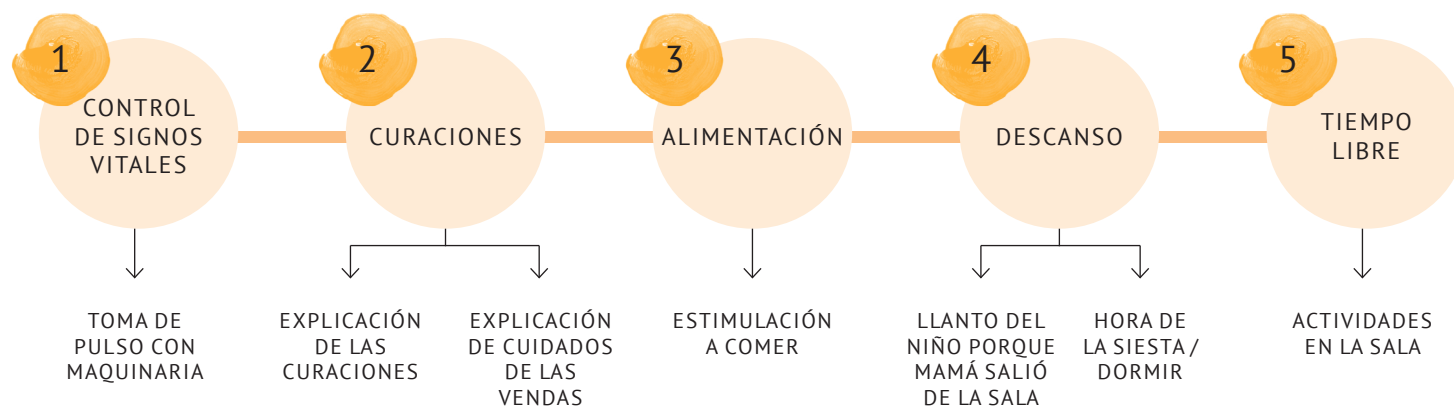 1
CONTROL
DE SIGNOS
VITALES
2
CURACIONES
3
ALIMENTACIÓN
4
DESCANSO
5
TIEMPO
LIBRE
TOMA DE
PULSO CON
MAQUINARIA
EXPLICACIÓN
DE LAS
CURACIONES
EXPLICACIÓN
DE CUIDADOS
DE LAS
VENDAS
ESTIMULACIÓN
A COMER
LLANTO DEL
NIÑO PORQUE
MAMÁ SALIÓ
DE LA SALA
HORA DE
LA SIESTA /
DORMIR
ACTIVIDADES
EN LA SALA